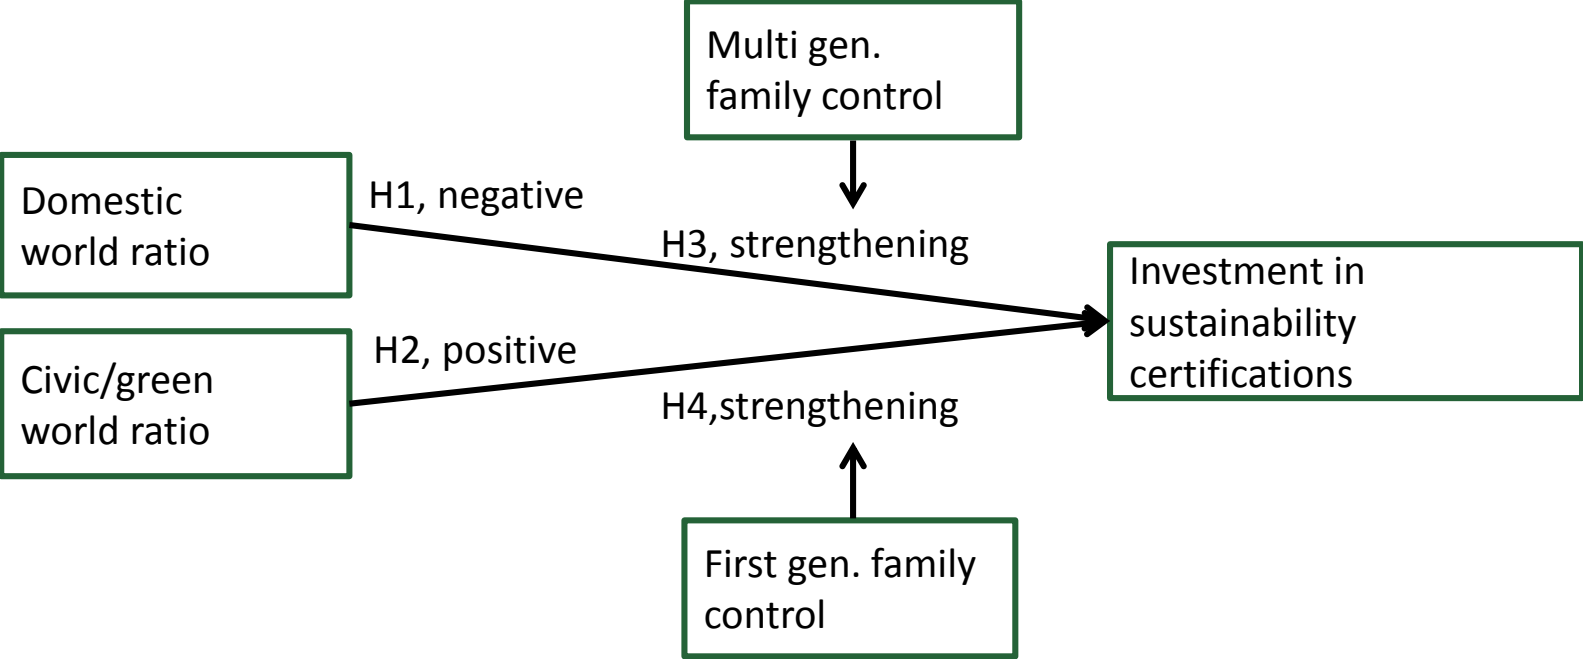 Multi gen.
family control
Domestic
world ratio
H1, negative
H3, strengthening
Investment in
sustainability
certifications
Civic/green
world ratio
H2, positive
H4,strengthening
First gen. family
control